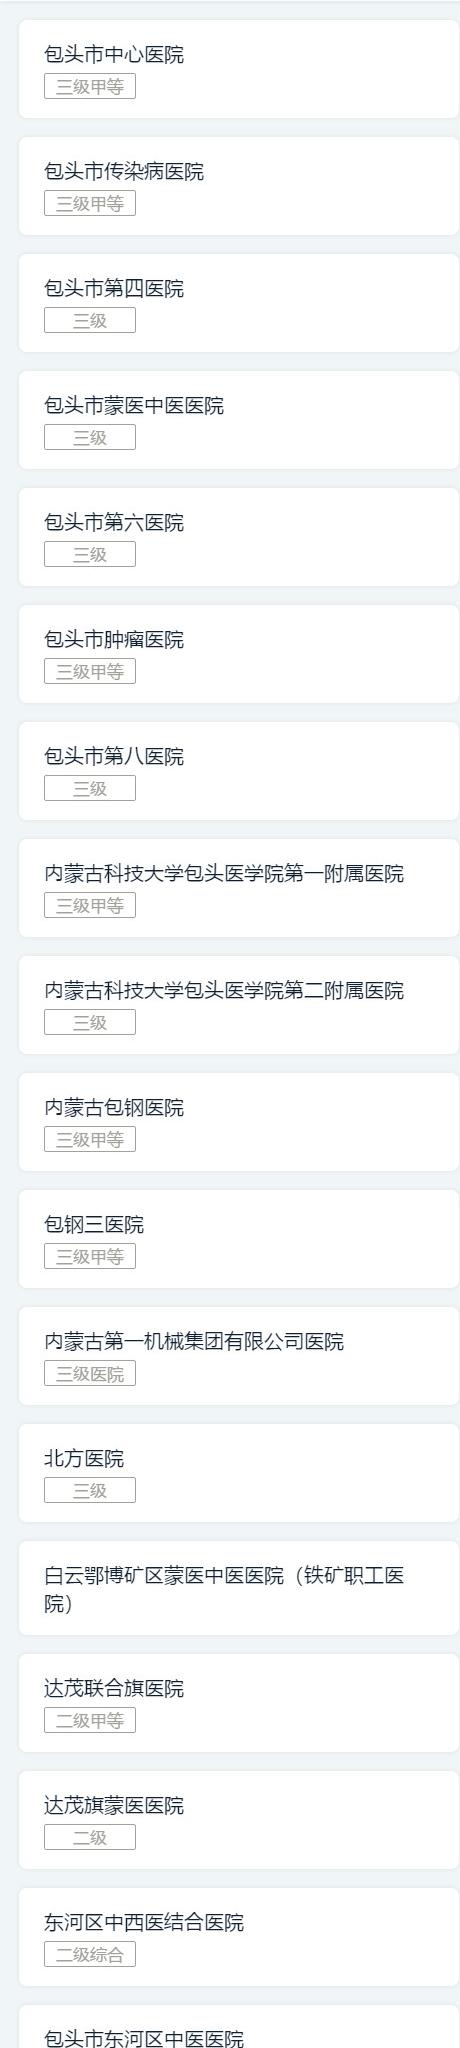 包头市中心医院
三级甲等
包头市传染病医院
三级甲等
包头市第四医院
三级
包头市蒙医中医医院
三级
包头市第六医院
三级
包头市肿瘤医院
三级甲等
包头市第八医院
三级
内蒙古科技大学包头医学院第一附属医院
三级甲等
内蒙古科技大学包头医学院第二附属医院
三级
内蒙古包钢医院
三级甲等
包钢三医院
三级甲等
内蒙古第一机械集团有限公司医院
三级医院
北方医院
三级
白云鄂博矿区蒙医中医医院（铁矿职工医
院）
达茂联合旗医院
二级甲等
达茂旗蒙医医院
二级
东河区中西医结合医院
二级综合
包头市东河区中医医院